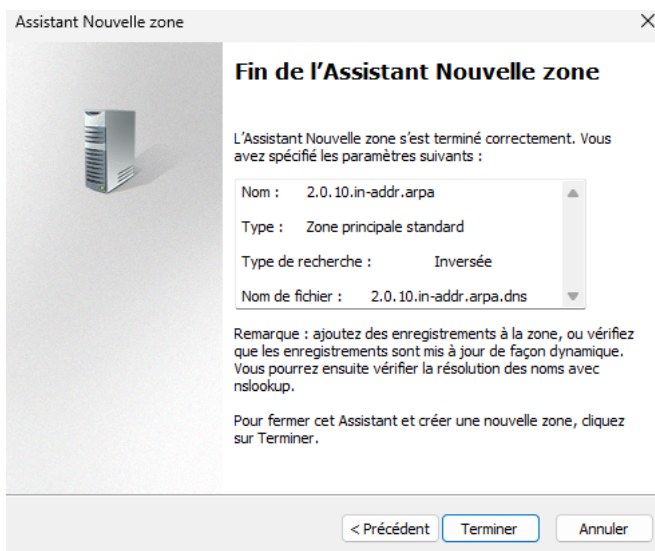 Assistant Nouvelle zone
Fin de l’Assistant Nouvelle zone
L’Assistant Nouvelle zone s’est terminé correctement. Vous
avez spécifié les paramètres suivants :
Nom : 2.0.10.in-addr.arpa
Type : Zone principale standard
Type de recherche : Inversée
Nom de fichier : 2.0.10.in-addr.arpa.dns
Remarque : ajoutez des enregistrements à la zone, ou vérifiez
que les enregistrements sont mis à jour de façon dynamique.
Vous pourrez ensuite vérifier la résolution des noms avec
nslookup.
Pour fermer cet Assistant et créer une nouvelle zone, cliquez
sur Terminer.
< Précédent Terminer Annuler